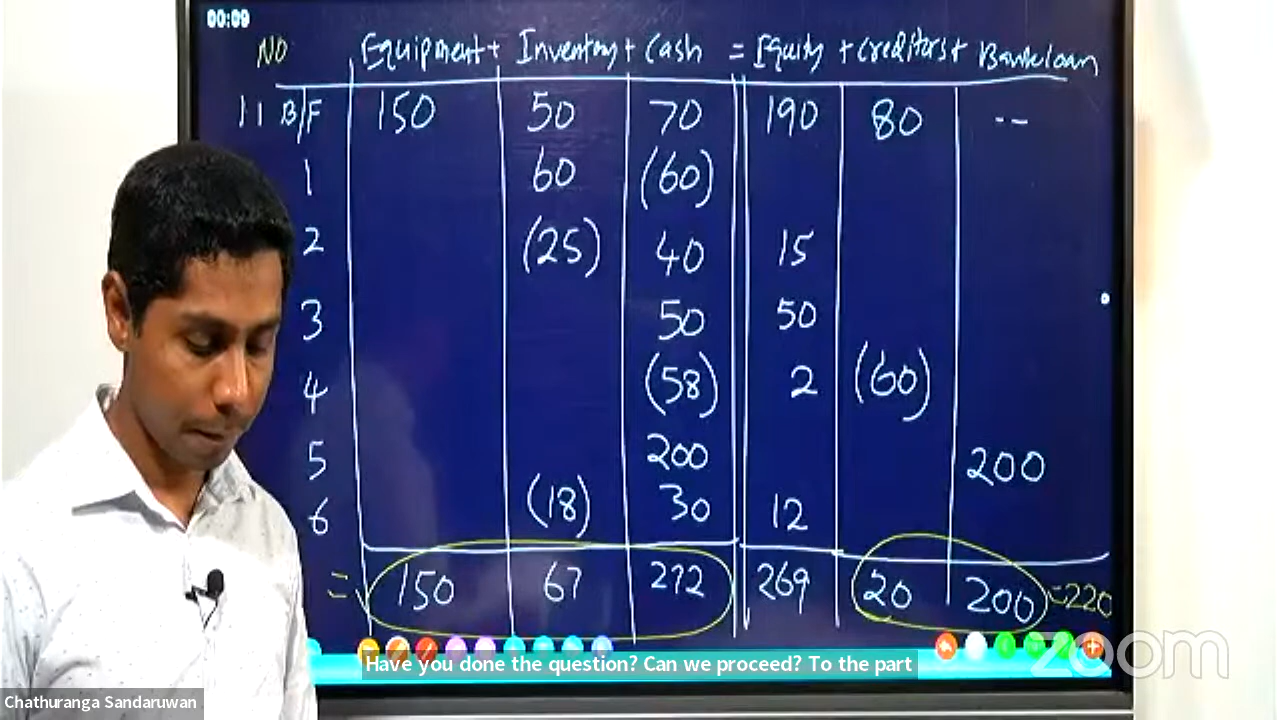 00:09
NO Equipment + Inventory + Cash = Equity + Creditors + Bank loan
11 B/F 150 50 70 190 80 --
1 60 (60)
2 (25) 40 15
3 50 50
4 (58) 2 (60)
5 200 200
6 (18) 30 12
= 150 67 272 269 20 200 =220
Have you done the question? Can we proceed? To the part
zoom
Chathuranga Sandaruwan